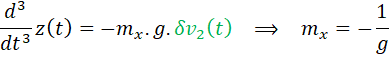 d³/dt³ z(t) = −mₓ. g. δv₂(t) ⟹ mₓ = − 1/g